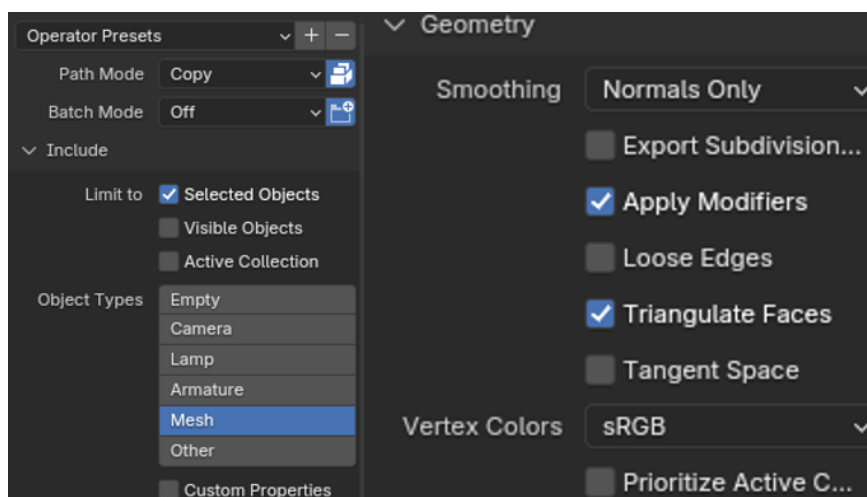 Operator Presets
Path Mode Copy
Batch Mode Off
Include
Limit to Selected Objects
Visible Objects
Active Collection
Object Types Empty
Camera
Lamp
Armature
Mesh
Other
Custom Properties
Geometry
Smoothing Normals Only
Export Subdivision...
Apply Modifiers
Loose Edges
Triangulate Faces
Tangent Space
Vertex Colors sRGB
Prioritize Active C...